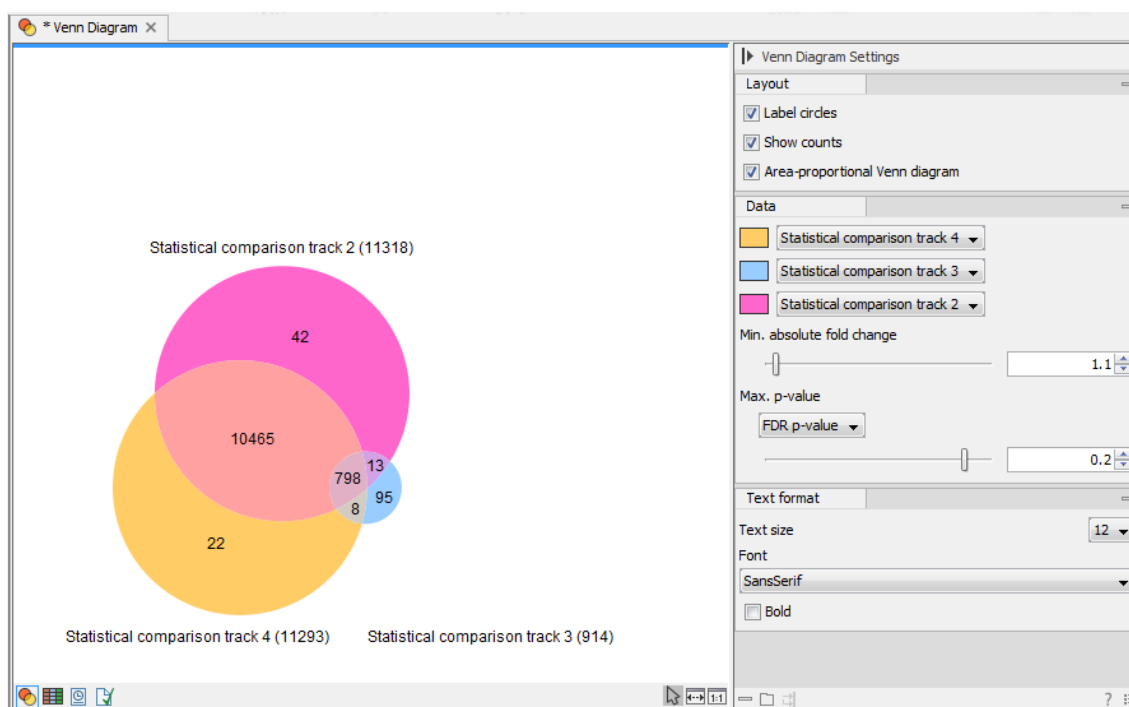 * Venn Diagram
Statistical comparison track 2 (11318)
42
10465
13
798
95
8
22
Statistical comparison track 4 (11293)
Statistical comparison track 3 (914)
1:1
Venn Diagram Settings
Layout
Label circles
Show counts
Area-proportional Venn diagram
Data
Statistical comparison track 4
Statistical comparison track 3
Statistical comparison track 2
Min. absolute fold change
1.1
Max. p-value
FDR p-value
0.2
Text format
Text size
12
Font
SansSerif
Bold
?